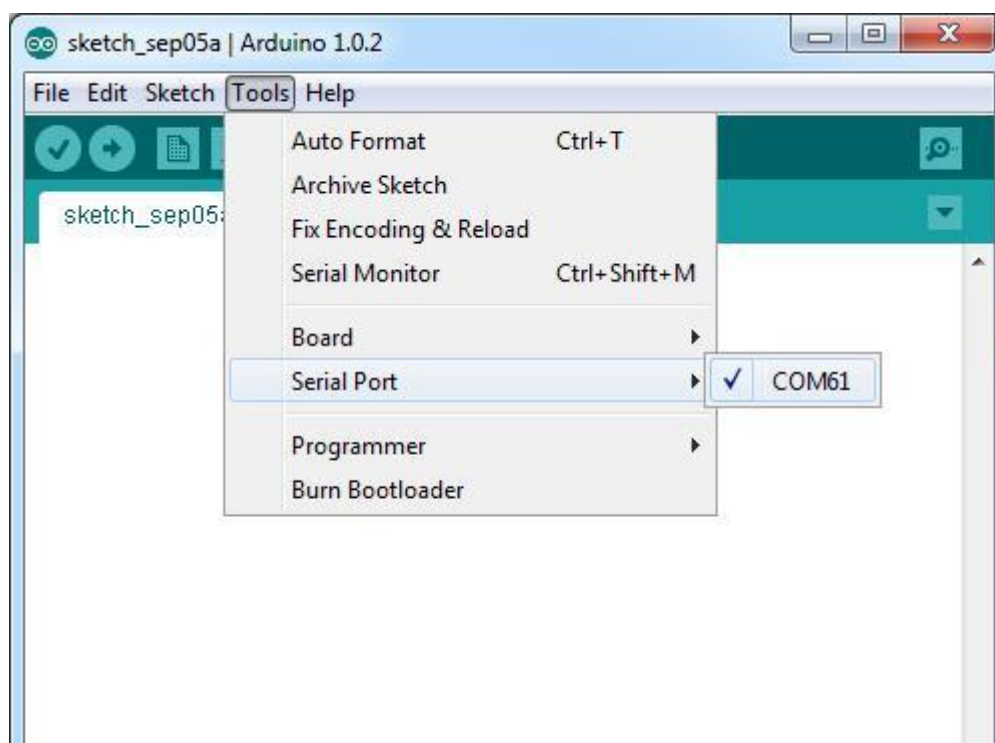 sketch_sep05a | Arduino 1.0.2
File Edit Sketch Tools Help
Auto Format Ctrl+T
Archive Sketch
sketch_sep05a
Fix Encoding & Reload
Serial Monitor Ctrl+Shift+M
Board
Serial Port COM61
Programmer
Burn Bootloader